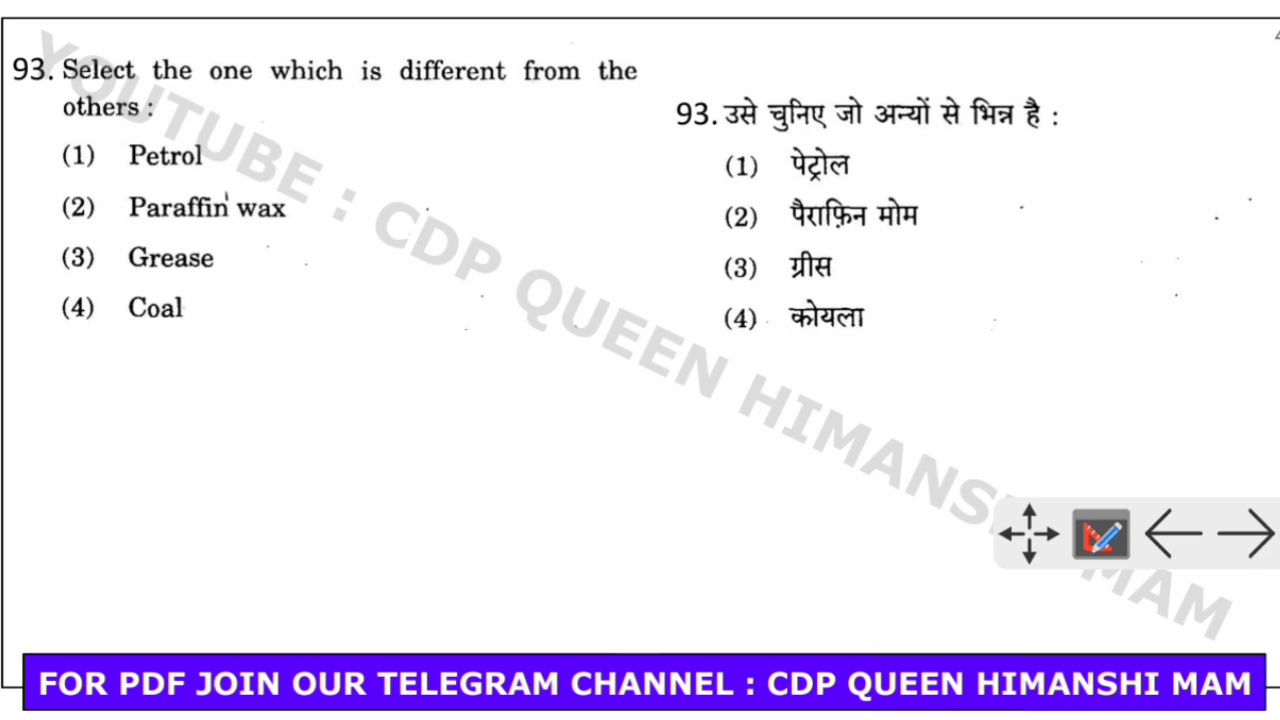 93. Select the one which is different from the
others :
(1) Petrol
(2) Paraffin wax
(3) Grease
(4) Coal
93. उसे चुनिए जो अन्यों से भिन्न है :
(1) पेट्रोल
(2) पैराफ़िन मोम
(3) ग्रीस
(4) कोयला
YOUTUBE : CDP QUEEN HIMANSHI MAM
FOR PDF JOIN OUR TELEGRAM CHANNEL : CDP QUEEN HIMANSHI MAM